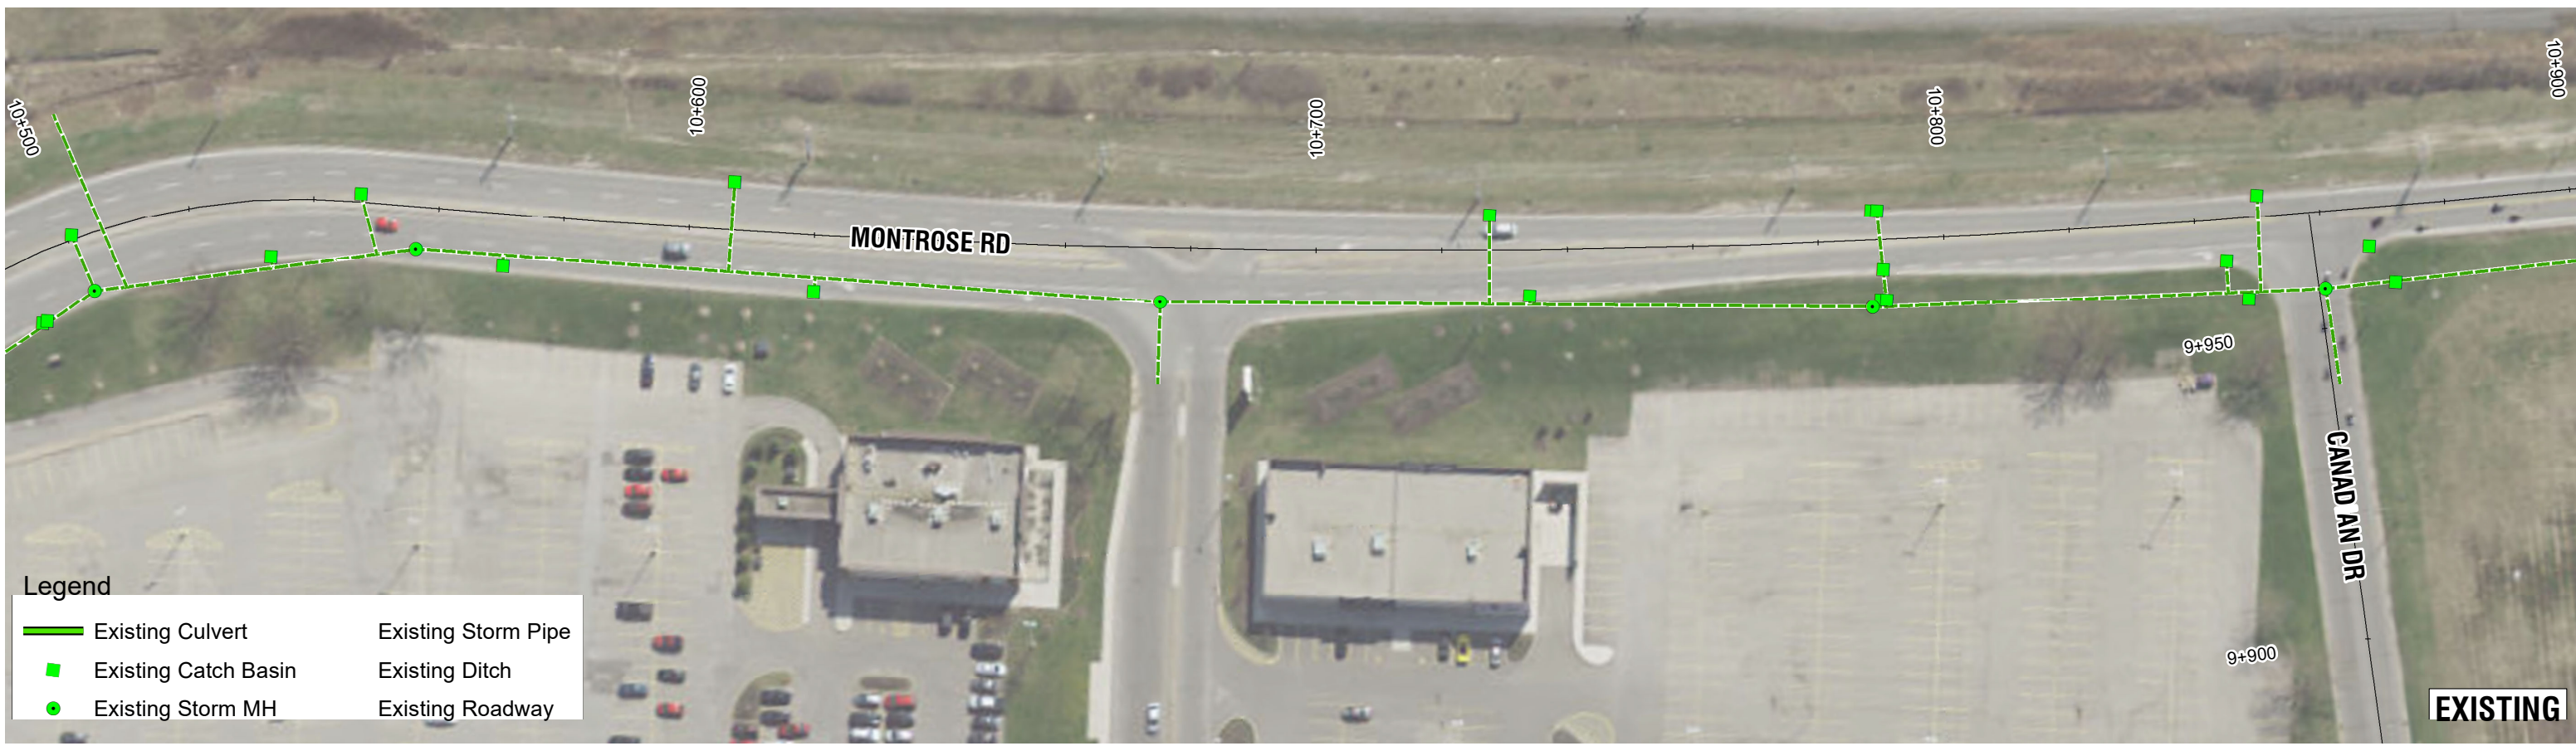 10+500
10+600
10+700
10+800
10+900
MONTROSE RD
9+950
CANAD AN DR
9+900
Legend
Existing Culvert
Existing Storm Pipe
Existing Catch Basin
Existing Ditch
Existing Storm MH
Existing Roadway
EXISTING